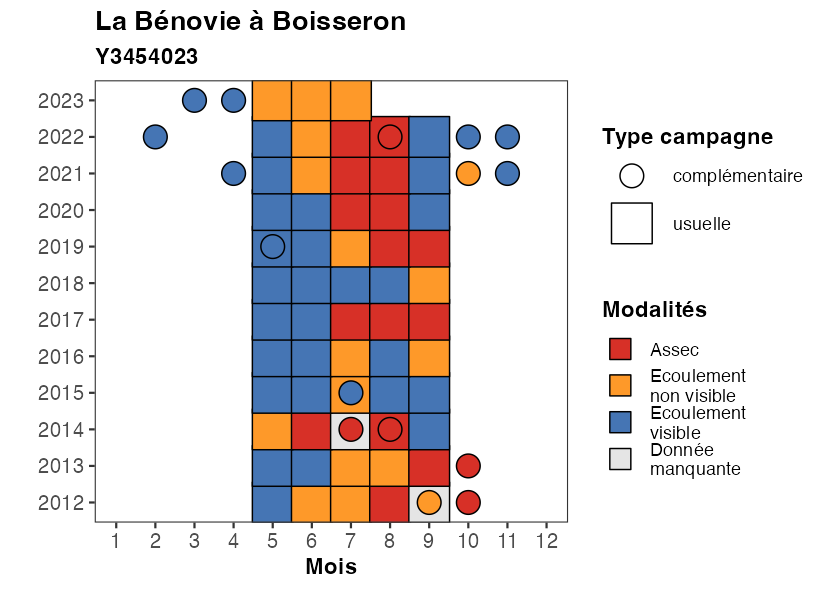 La Bénovie à Boisseron
Y3454023
2023
2022
2021
2020
2019
2018
2017
2016
2015
2014
2013
2012
1 2 3 4 5 6 7 8 9 10 11 12
Mois
Type campagne
complémentaire
usuelle
Modalités
Assec
Ecoulement
non visible
Ecoulement
visible
Donnée
manquante